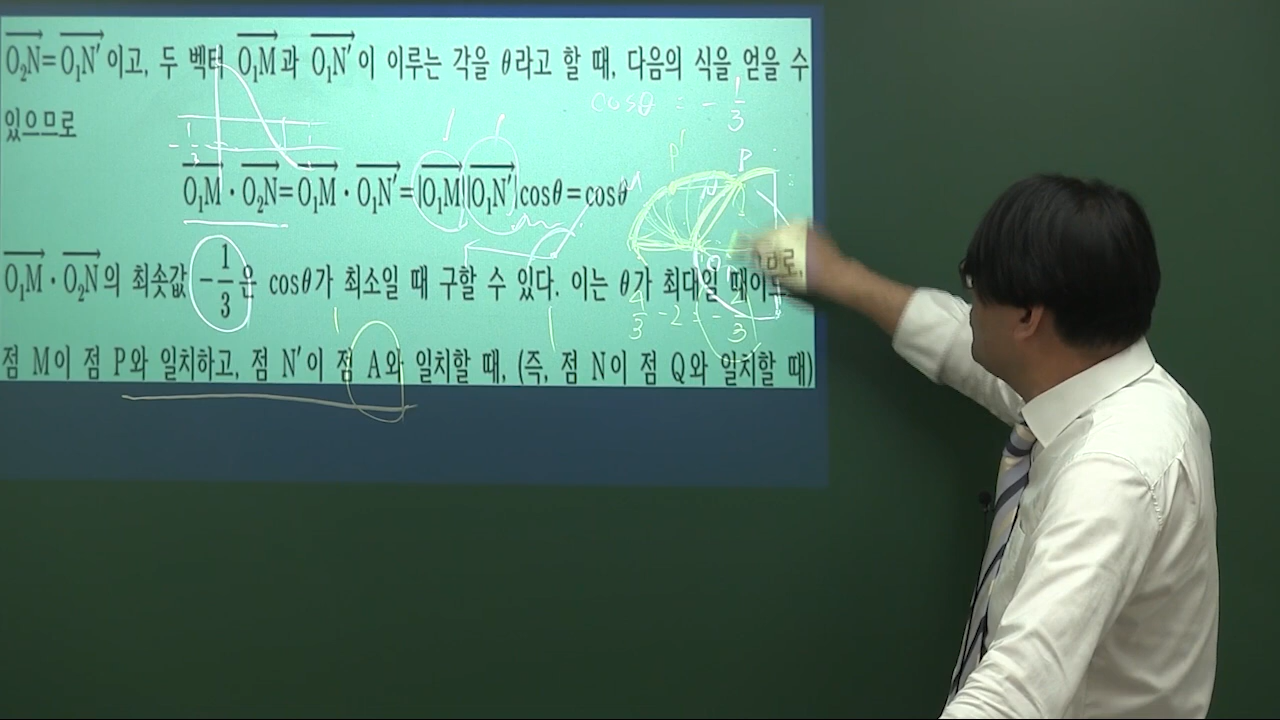 O₂N=O₁N′이고, 두 벡터 O₁M과 O₁N′이 이루는 각을 θ라고 할 때, 다음의 식을 얻을 수
cosθ = - 1/3
있으므로
O₁M · O₂N=O₁M · O₁N′=|O₁M||O₁N′|cosθ=cosθ
P′ P
O₁M · O₂N의 최솟값 -1/3은 cosθ가 최소일 때 구할 수 있다. 이는 θ가 최대일 때이므로,
4/3 - 2 = - 2/3
점 M이 점 P와 일치하고, 점 N′이 점 A와 일치할 때, (즉, 점 N이 점 Q와 일치할 때)